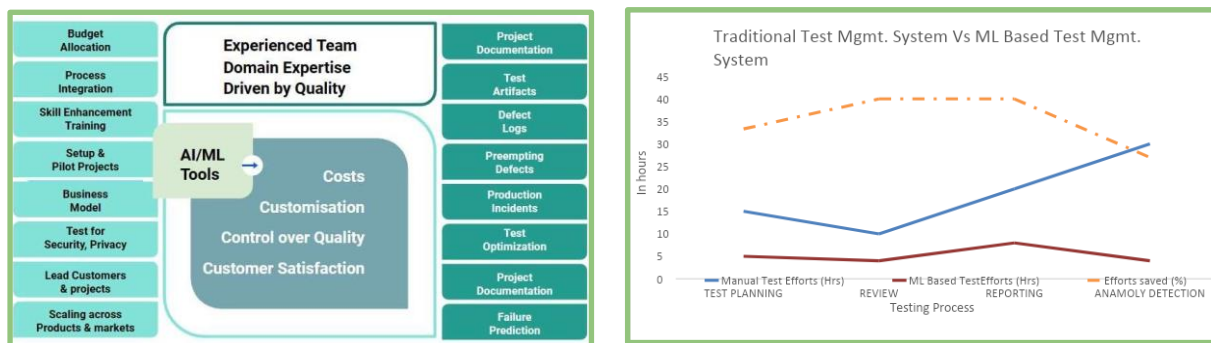 Budget
Allocation
Process
Integration
Skill Enhancement
Training
Setup &
Pilot Projects
Business
Model
Test for
Security, Privacy
Lead Customers
& projects
Scaling across
Products & markets
Experienced Team
Domain Expertise
Driven by Quality
AI/ML
Tools
Costs
Customisation
Control over Quality
Customer Satisfaction
Project
Documentation
Test
Artifacts
Defect
Logs
Preempting
Defects
Production
Incidents
Test
Optimization
Project
Documentation
Failure
Prediction
Traditional Test Mgmt. System Vs ML Based Test Mgmt.
System
45
40
35
30
25
20
15
10
5
0
In hours
Manual Test Efforts (Hrs)
ML Based TestEfforts (Hrs)
Efforts saved (%)
TEST PLANNING
REVIEW
REPORTING
ANAMOLY DETECTION
Testing Process